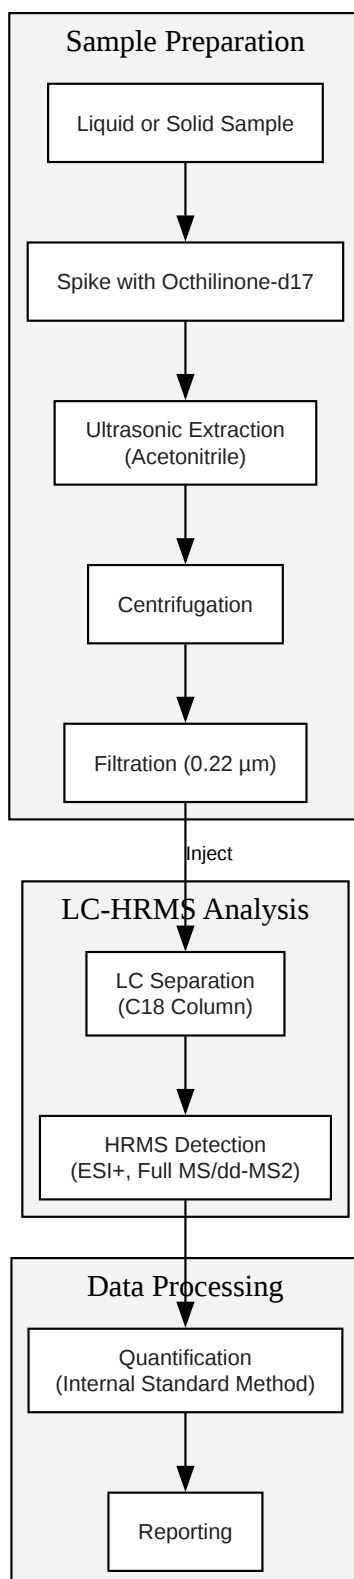 Sample Preparation
Liquid or Solid Sample
Spike with Octhilinone-d17
Ultrasonic Extraction
(Acetonitrile)
Centrifugation
Filtration (0.22 µm)
Inject
LC-HRMS Analysis
LC Separation
(C18 Column)
HRMS Detection
(ESI+, Full MS/dd-MS2)
Data Processing
Quantification
(Internal Standard Method)
Reporting